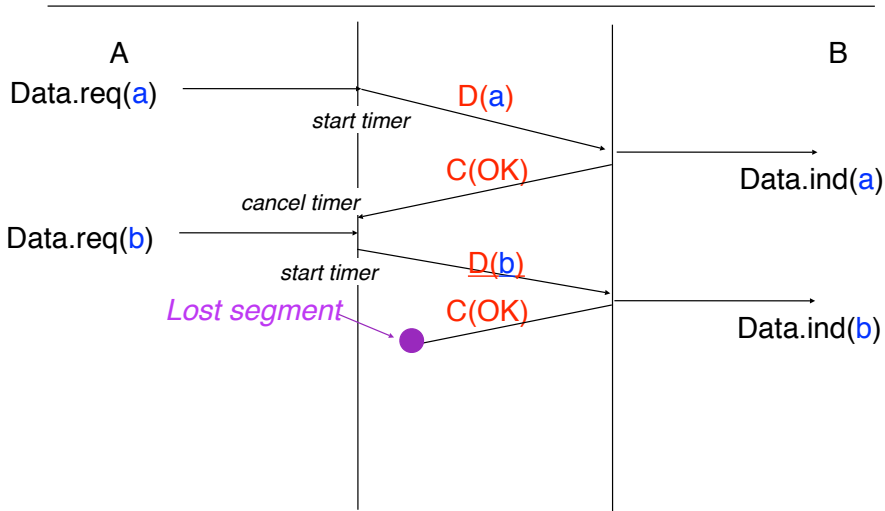 A
B
Data.req(a)
D(a)
start timer
C(OK)
Data.ind(a)
cancel timer
Data.req(b)
D(b)
start timer
Lost segment
C(OK)
Data.ind(b)